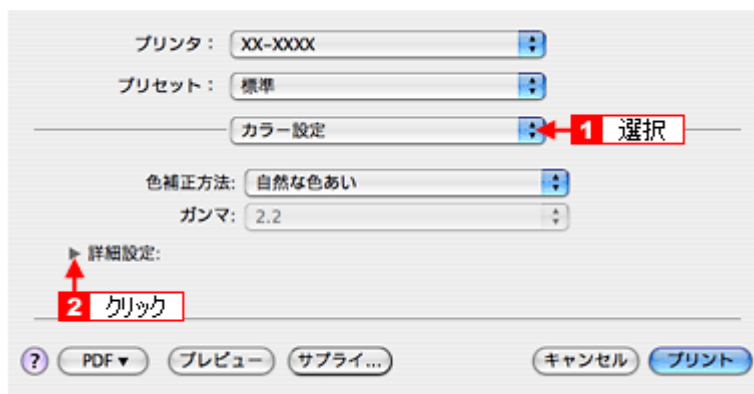 プリンタ： XX-XXXX
プリセット： 標準
カラー設定 1 選択
色補正方法: 自然な色あい
ガンマ: 2.2
▶ 詳細設定:
2 クリック
? PDF▼ プレビュー サプライ... キャンセル プリント